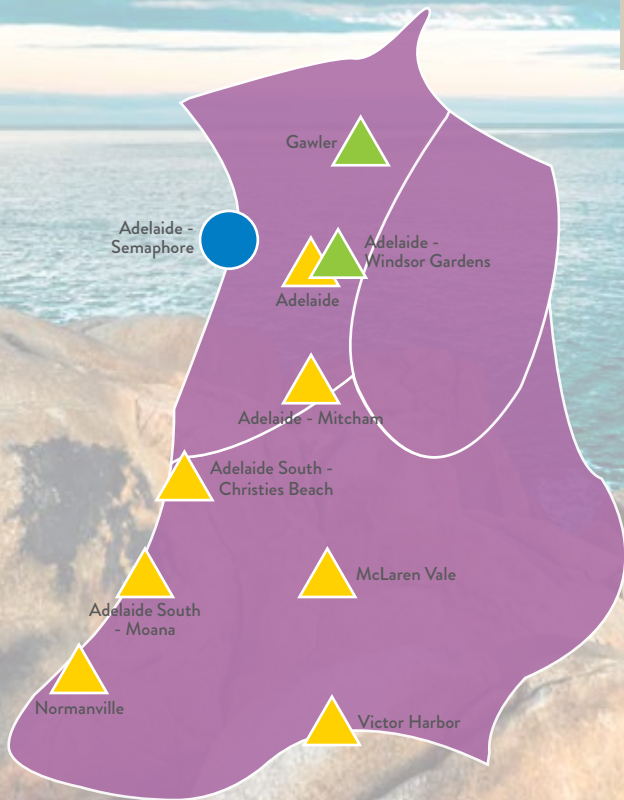 Gawler
Adelaide -
Semaphore
Adelaide -
Windsor Gardens
Adelaide
Adelaide - Mitcham
Adelaide South -
Christies Beach
McLaren Vale
Adelaide South
- Moana
Normanville
Victor Harbor